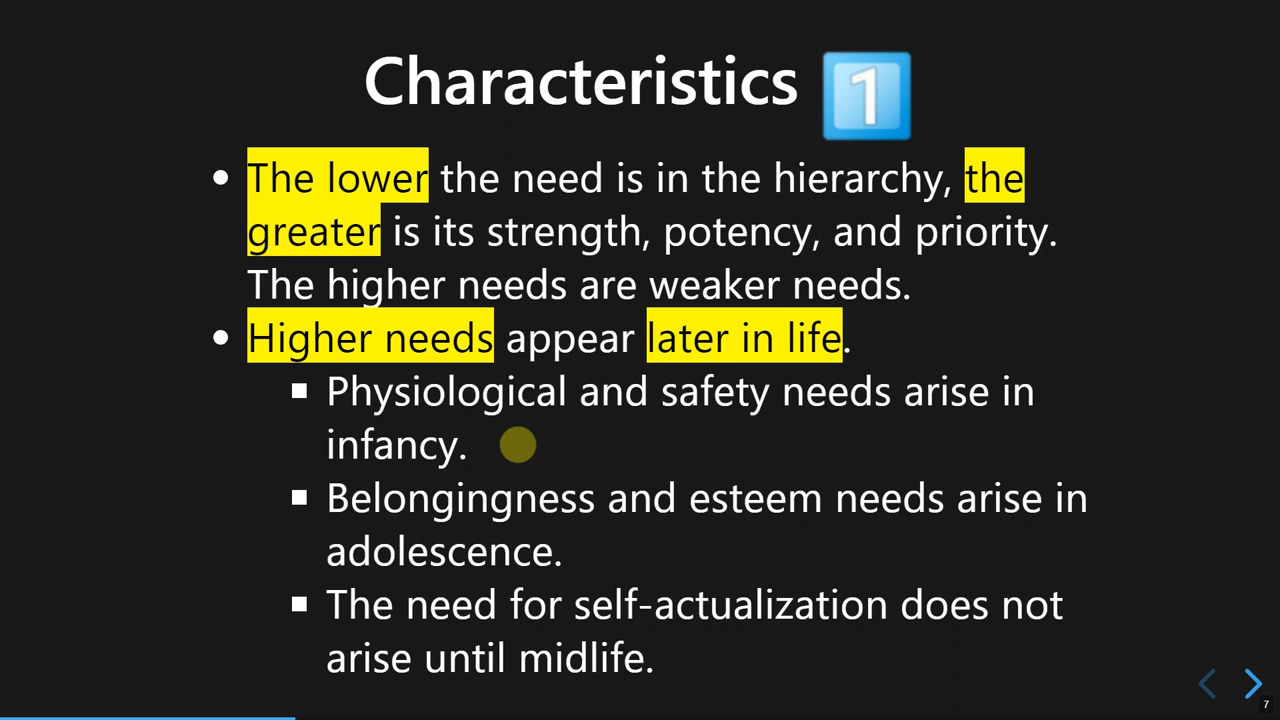 Characteristics 1
• The lower the need is in the hierarchy, the
greater is its strength, potency, and priority.
The higher needs are weaker needs.
• Higher needs appear later in life.
▪ Physiological and safety needs arise in
infancy.
▪ Belongingness and esteem needs arise in
adolescence.
▪ The need for self-actualization does not
arise until midlife.
7